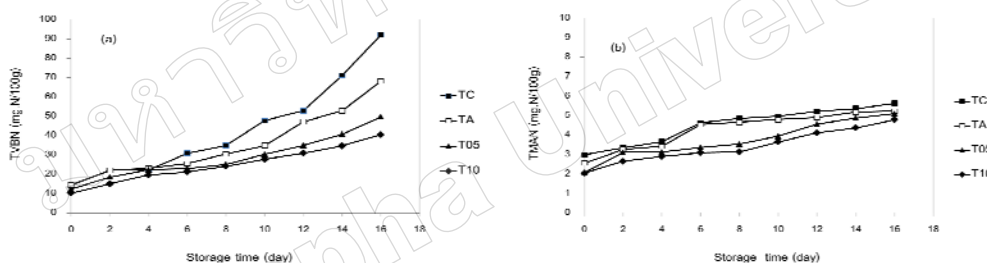 100
90
80
70
60
50
40
30
20
10
0
TVBN (mg N/100g)
(a)
0 2 4 6 8 10 12 14 16 18
Storage time (day)
TC
TA
T05
T10
10
9
8
7
6
5
4
3
2
1
0
TMAN (mg.N/100g)
(b)
0 2 4 6 8 10 12 14 16 18
Storage time (day)
TC
TA
T05
T10